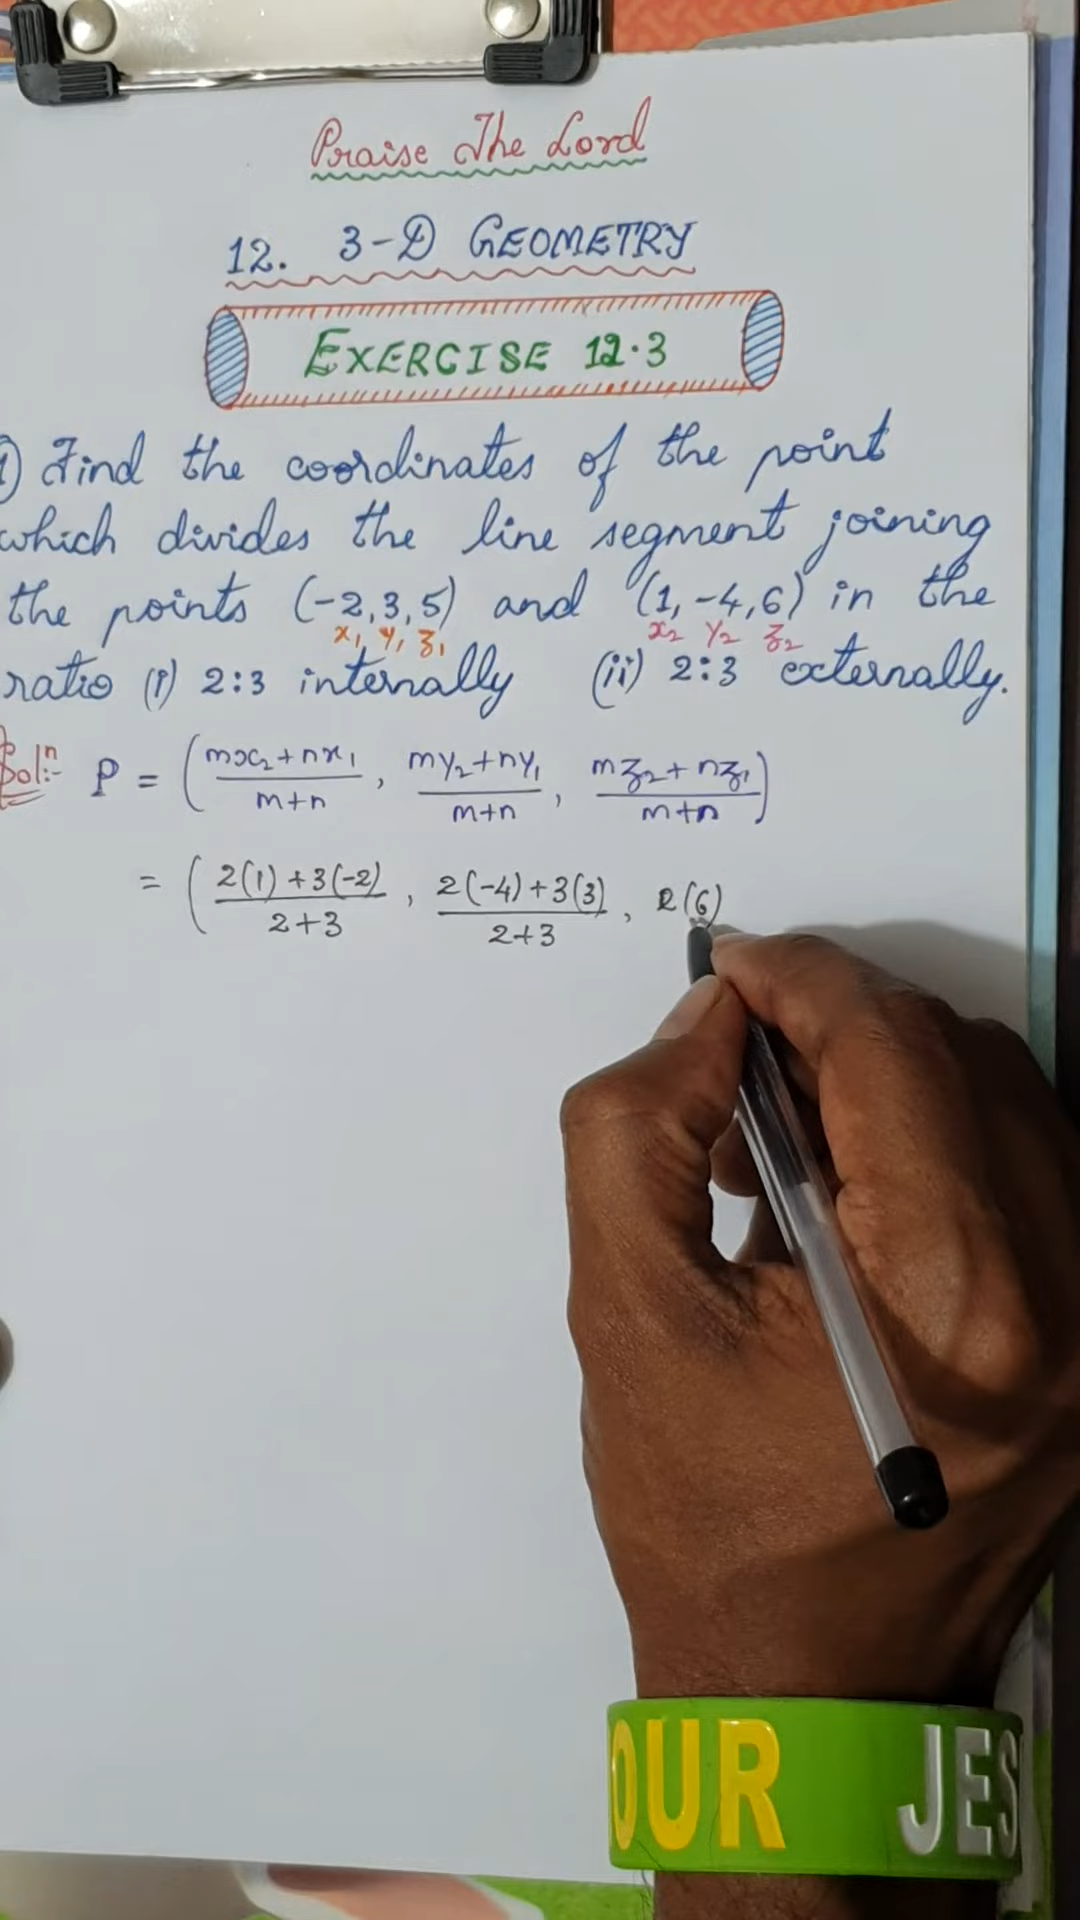 Praise The Lord
12. 3-D GEOMETRY
EXERCISE 12.3
1) Find the coordinates of the point
which divides the line segment joining
the points (-2, 3, 5) and (1, -4, 6) in the
x₁ y₁ z₁ x₂ y₂ z₂
ratio (i) 2:3 internally (ii) 2:3 externally.
Solⁿ:- P = ( (mx₂+nx₁)/(m+n) , (my₂+ny₁)/(m+n) , (mz₂+nz₁)/(m+n) )
= ( (2(1)+3(-2))/(2+3) , (2(-4)+3(3))/(2+3) , 2(6)
OUR JES